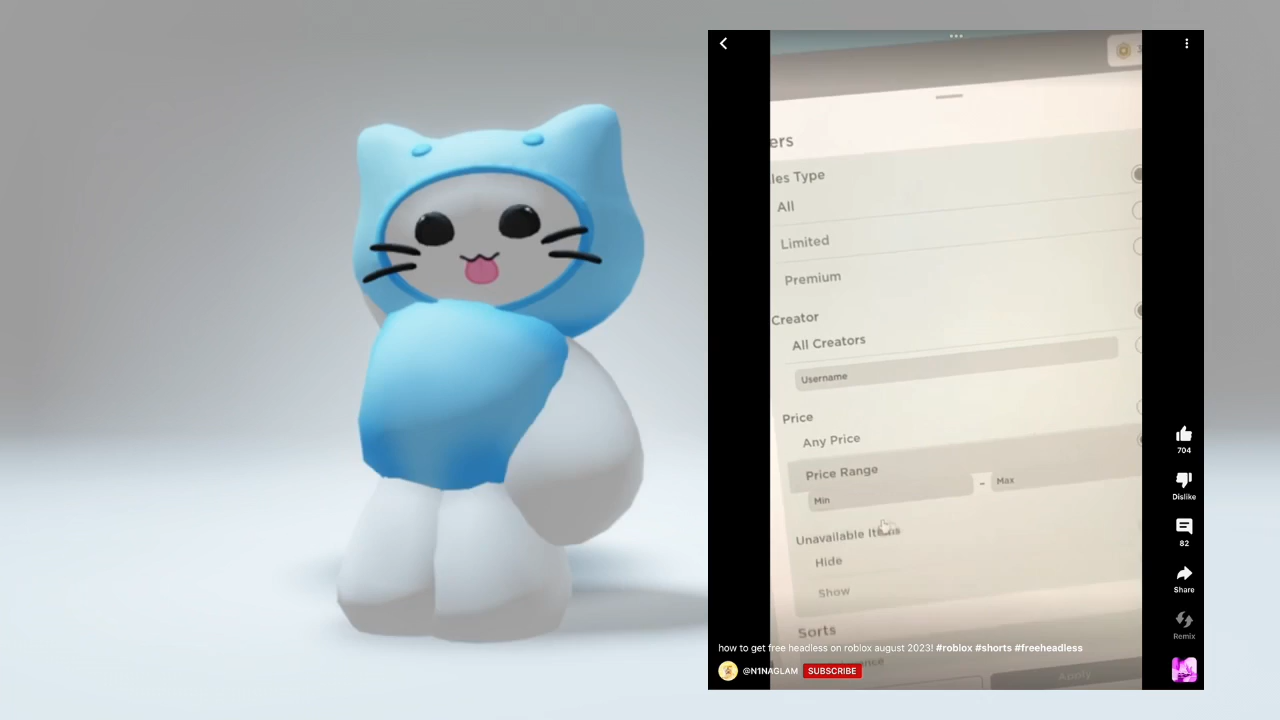 3
ers
les Type
All
Limited
Premium
Creator
All Creators
Username
Price
Any Price
Price Range
Min - Max
Unavailable Items
Hide
Show
Sorts
Apply
704
Dislike
82
Share
Remix
how to get free headless on roblox august 2023! #roblox #shorts #freeheadless
@N1NAGLAM SUBSCRIBE